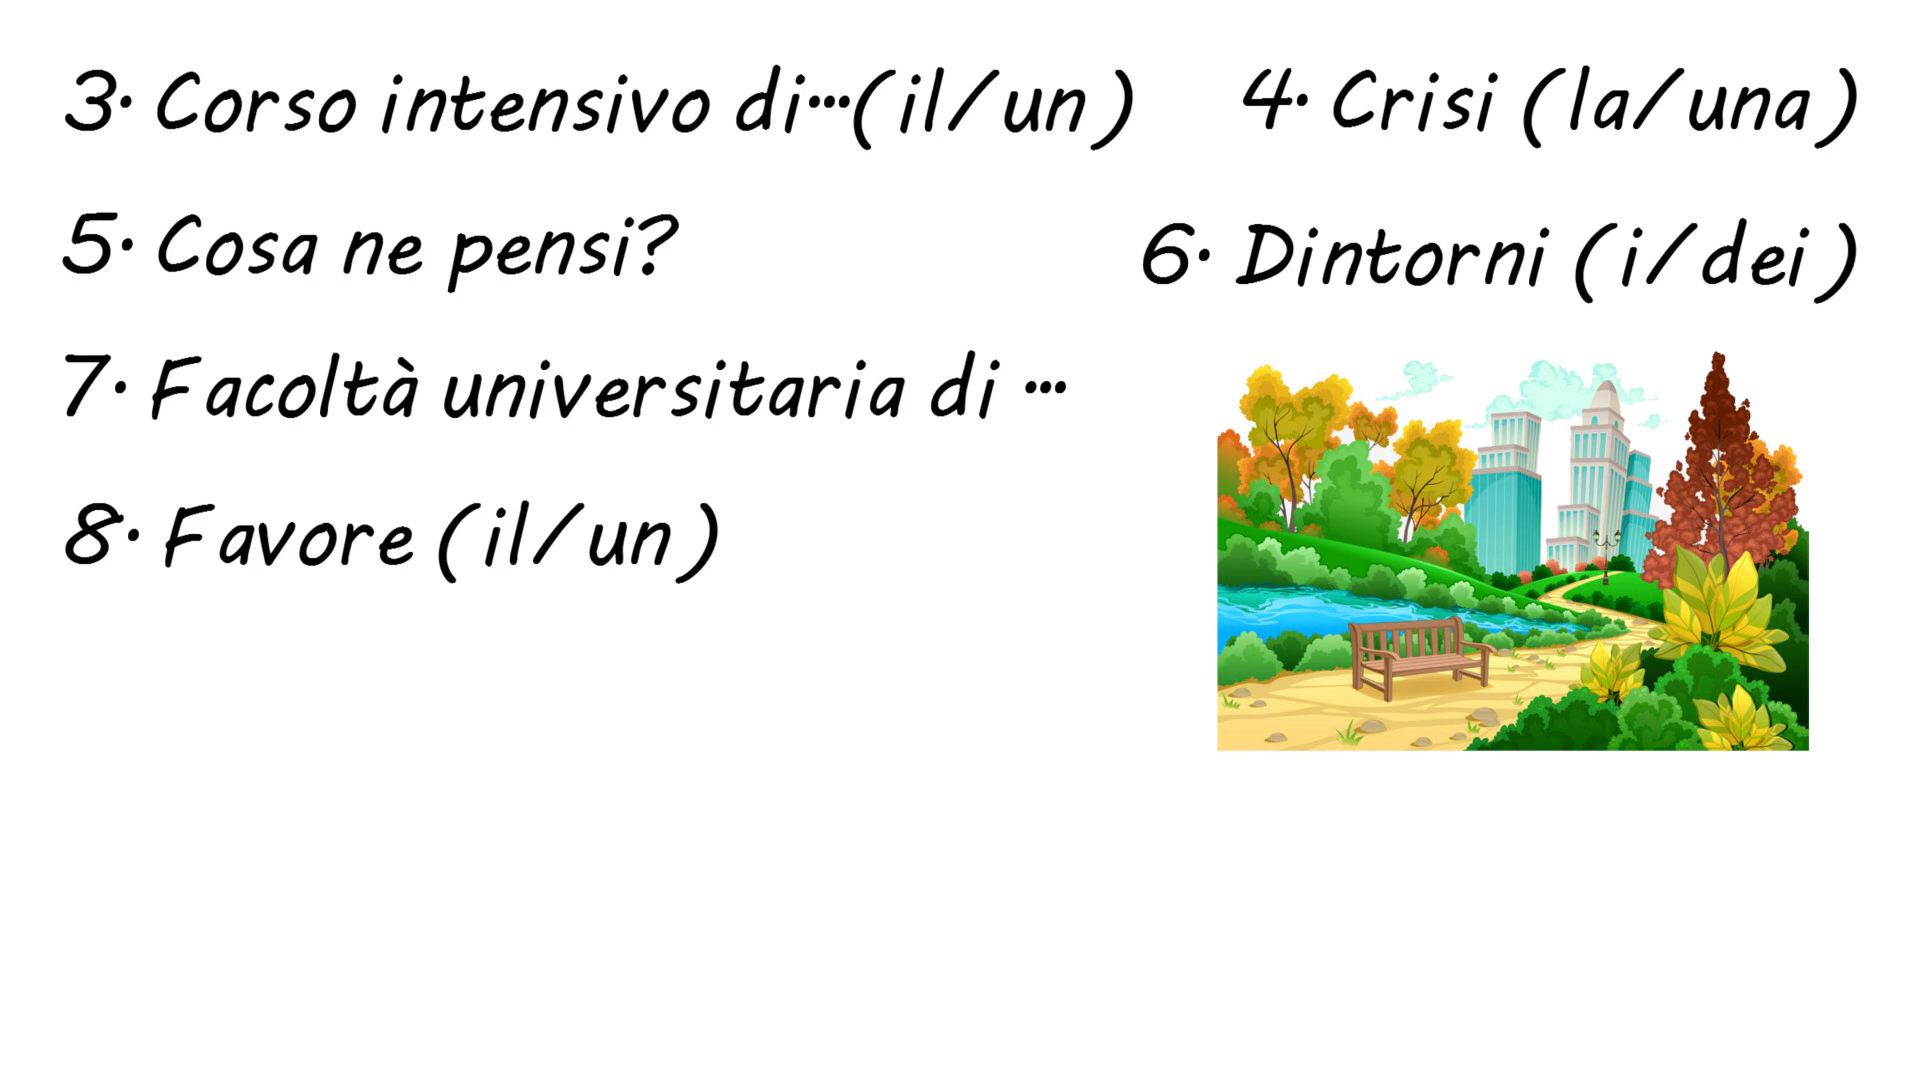 3. Corso intensivo di...(il/un)
4. Crisi (la/una)
5. Cosa ne pensi?
6. Dintorni (i/dei)
7. Facoltà universitaria di ...
8. Favore (il/un)